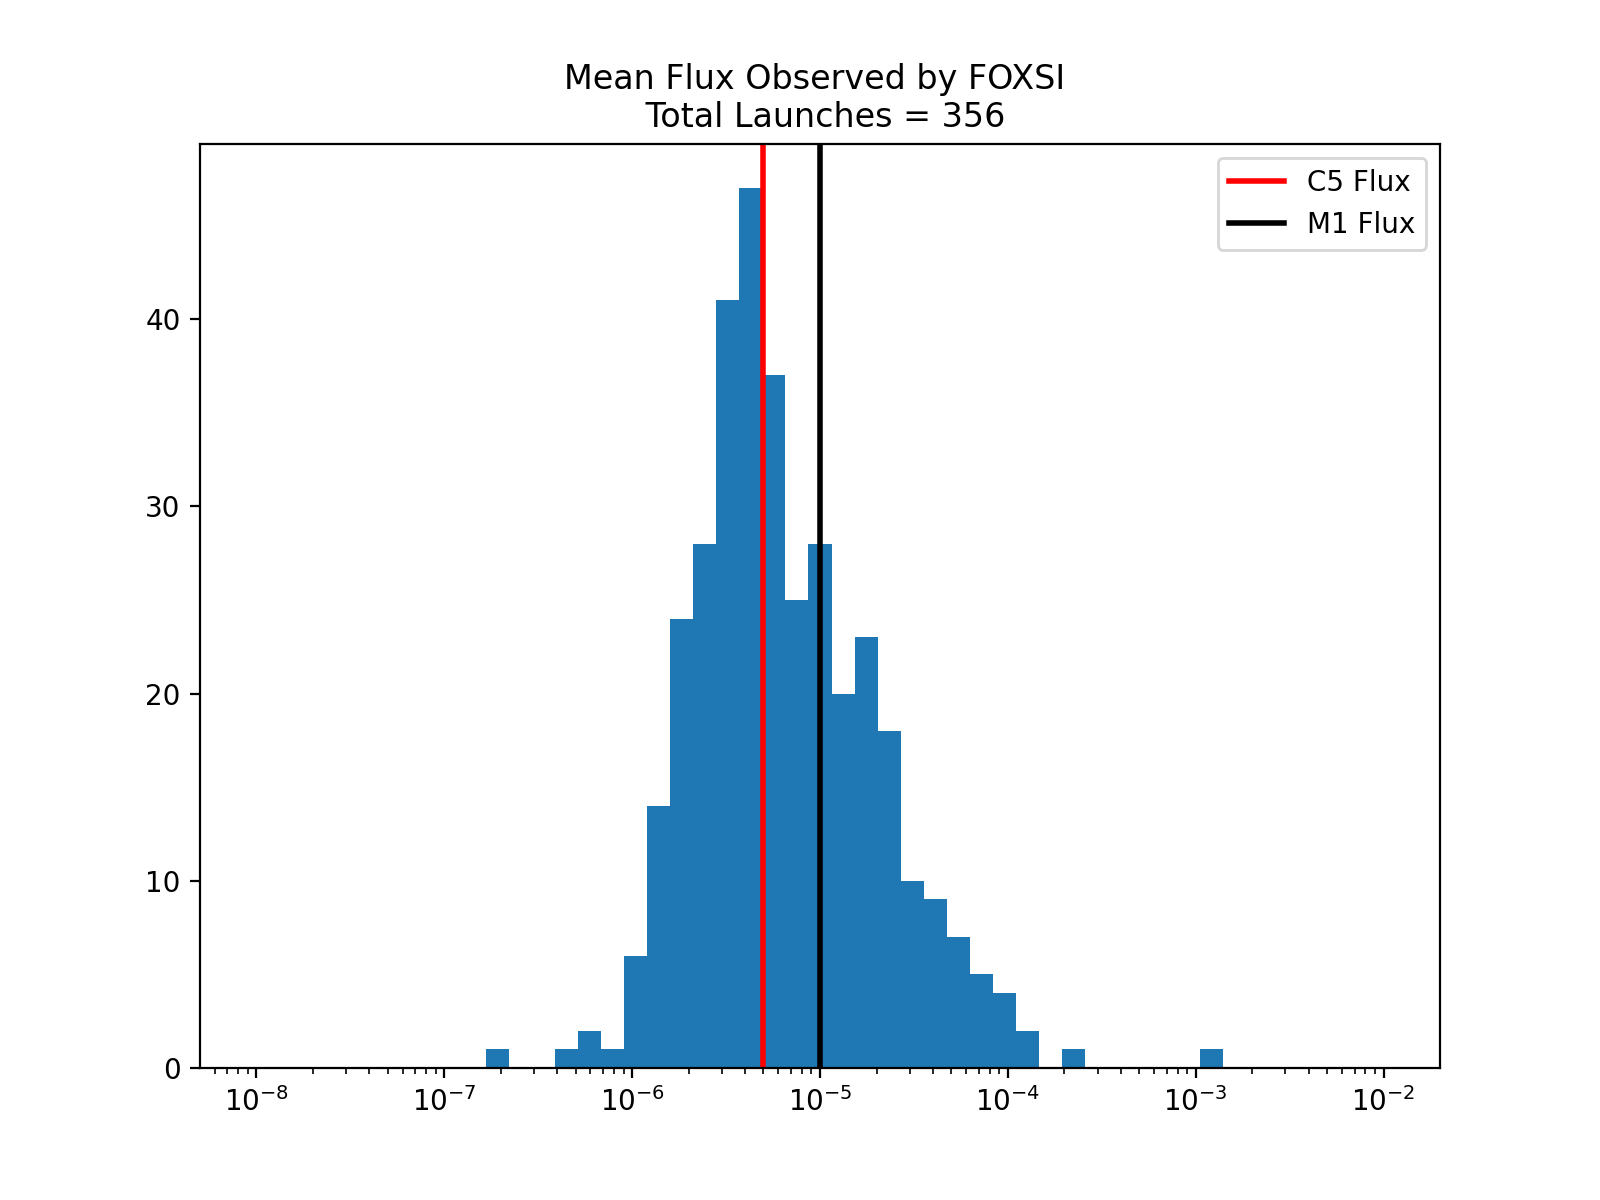 Mean Flux Observed by FOXSI
Total Launches = 356
C5 Flux
M1 Flux
40
30
20
10
0
10⁻⁸ 10⁻⁷ 10⁻⁶ 10⁻⁵ 10⁻⁴ 10⁻³ 10⁻²